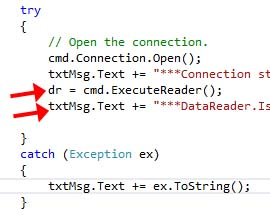 try
{
// Open the connection.
cmd.Connection.Open();
txtMsg.Text += "***Connection st
dr = cmd.ExecuteReader();
txtMsg.Text += "***DataReader.Is
}
catch (Exception ex)
{
txtMsg.Text += ex.ToString();
}